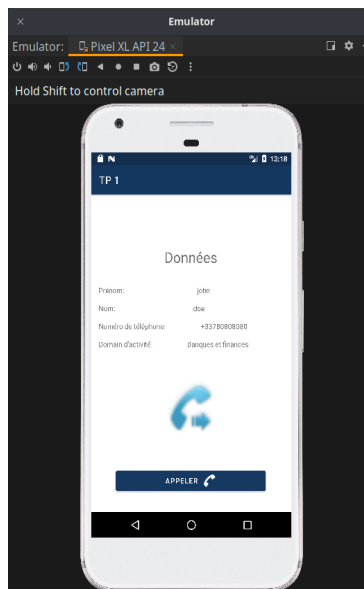 Emulator
Emulator: Pixel XL API 24
Hold Shift to control camera
13:18
TP 1
Données
Prénom: john
Nom: doe
Numéro de téléphone: +33780808080
Domain d'activité Banques et finances
APPELER